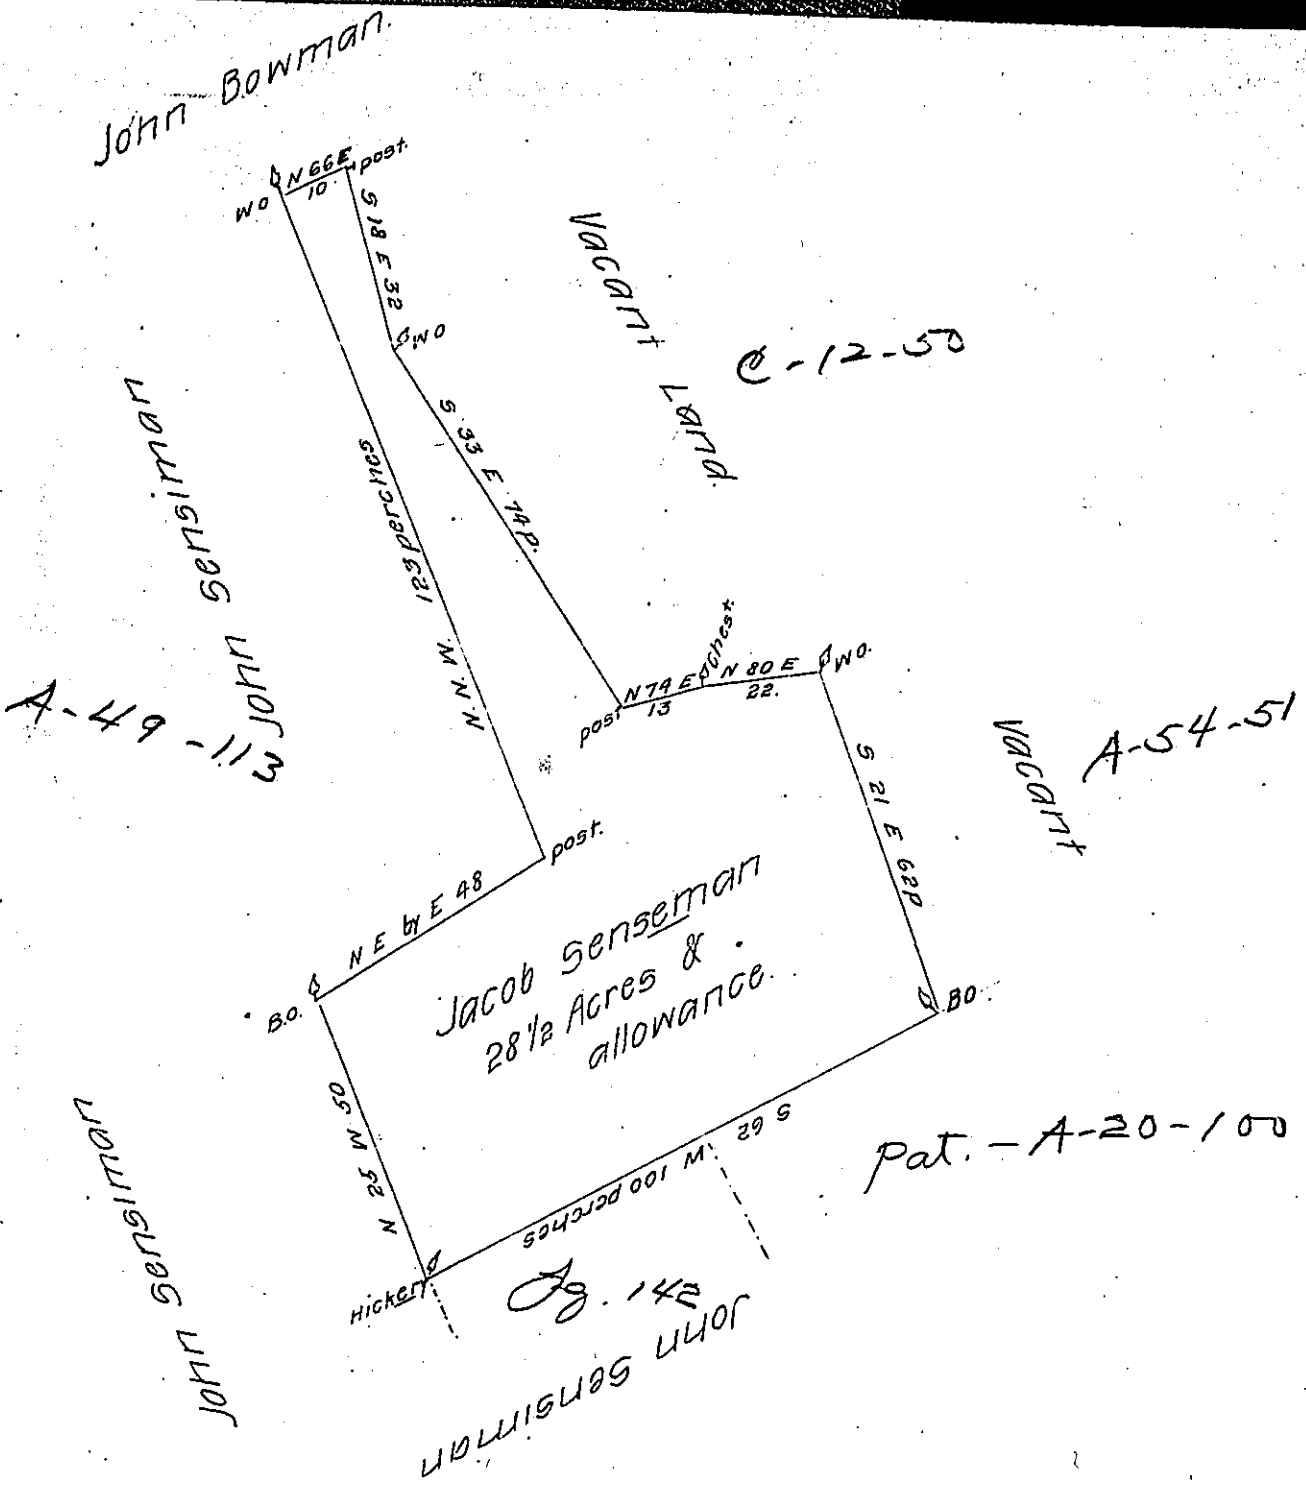 John Bowman.
N 66 E
10.
post.
W O
S 18 E 32
W O
Vacant Land.
C-12-50
John Sensiman
A-49-113
125 perches
N. N. W.
S 33 E 74 P.
post
N 74 E
13
Chest.
N 80 E
22.
W O.
S 21 E 62 P
Vacant
A-54-51
post.
N E by E 48
B.O.
Jacob Senseman
28 1/2 Acres &
allowance.
B O.
N 25 W 50
S 62 W 100 perches
Hickery
John Sensiman
Pat. - A-20-100
142
John Sensiman